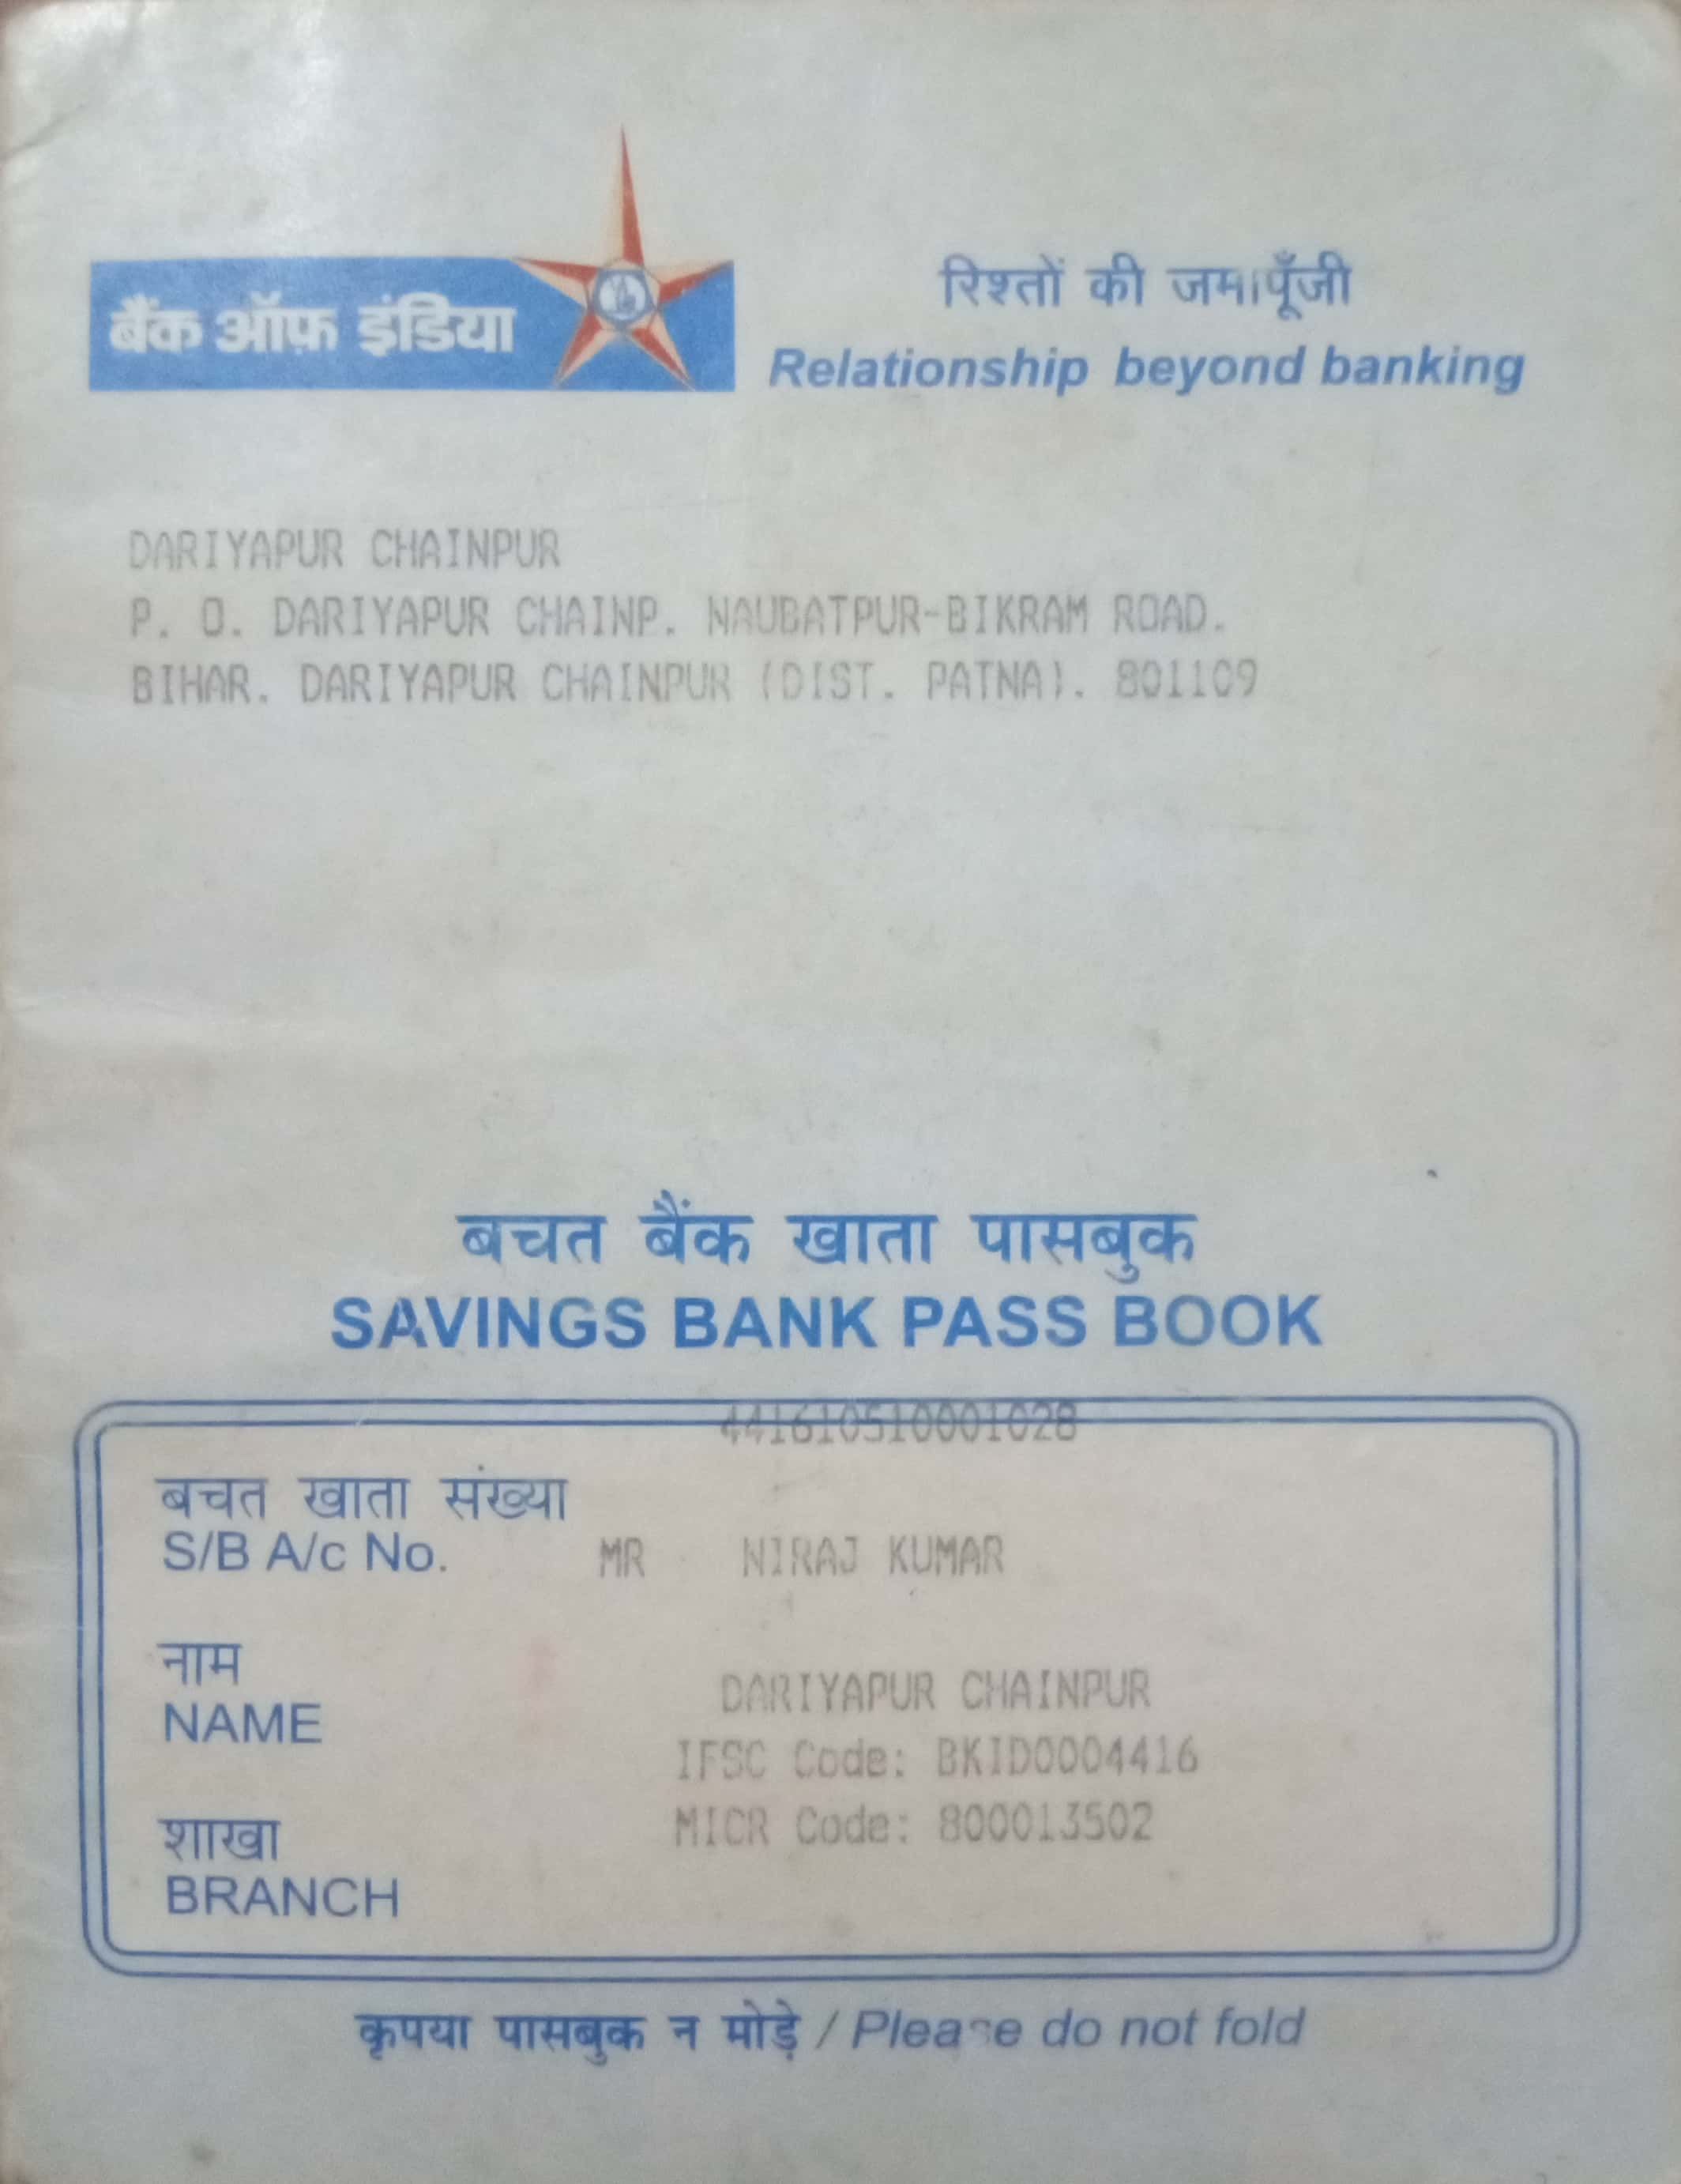 बैंक ऑफ़ इंडिया
रिश्तों की जमापूँजी
Relationship beyond banking
DARIYAPUR CHAINPUR
P. O. DARIYAPUR CHAINP. NAUBATPUR-BIKRAM ROAD.
BIHAR. DARIYAPUR CHAINPUR (DIST. PATNA). 801109
बचत बैंक खाता पासबुक
SAVINGS BANK PASS BOOK
441610510001028
बचत खाता संख्या
S/B A/c No. MR NIRAJ KUMAR
नाम
NAME
DARIYAPUR CHAINPUR
IFSC Code: BKID0004416
MICR Code: 800013502
शाखा
BRANCH
कृपया पासबुक न मोड़े / Please do not fold